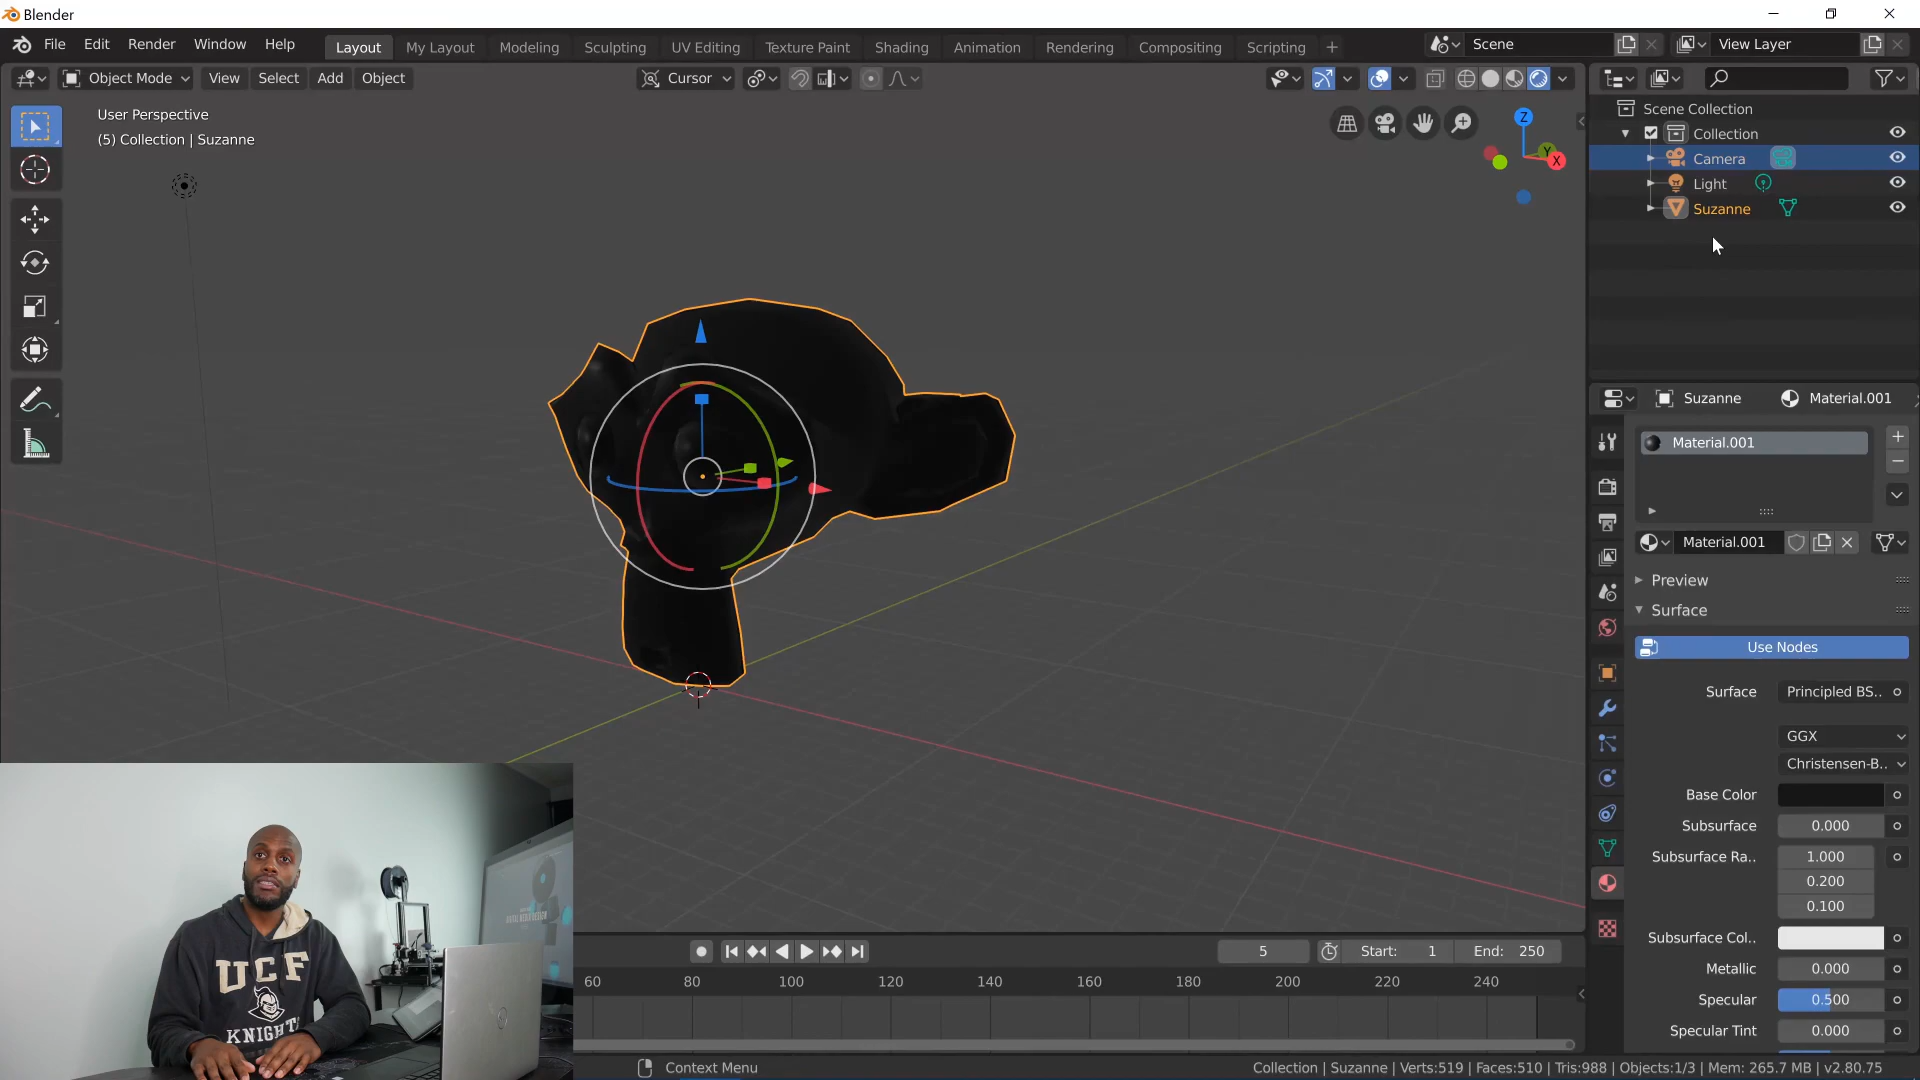 Blender
File Edit Render Window Help Layout My Layout Modeling Sculpting UV Editing Texture Paint Shading Animation Rendering Compositing Scripting + Scene View Layer
Object Mode View Select Add Object Cursor
User Perspective
(5) Collection | Suzanne
Z
Y
X
Scene Collection
Collection
Camera
Light
Suzanne
Suzanne Material.001
Material.001
Material.001
Preview
Surface
Use Nodes
Surface Principled BS..
GGX
Christensen-B..
Base Color
Subsurface 0.000
Subsurface Ra.. 1.000
0.200
0.100
Subsurface Col..
Metallic 0.000
Specular 0.500
Specular Tint 0.000
5 Start: 1 End: 250
60 80 100 120 140 160 180 200 220 240
UCF
KNIGHTS
Context Menu
Collection | Suzanne | Verts:519 | Faces:510 | Tris:988 | Objects:1/3 | Mem: 265.7 MB | v2.80.75